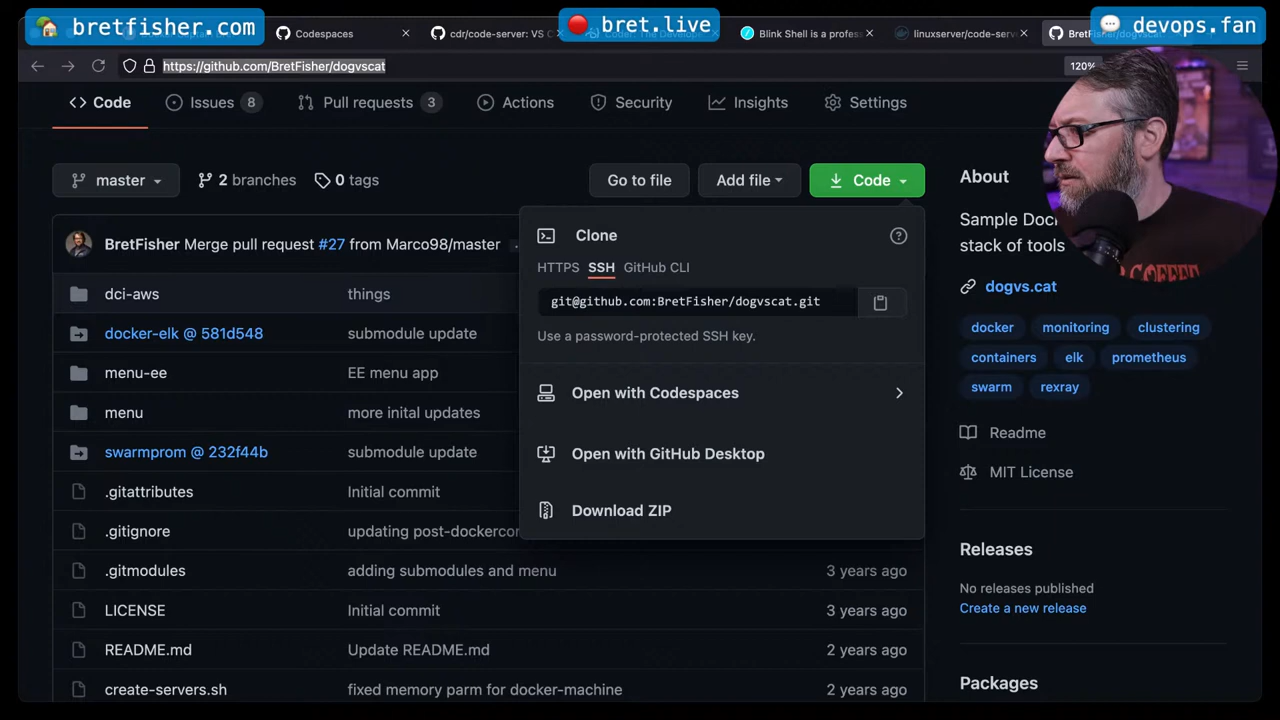 bretfisher.com
bret.live
devops.fan
Codespaces
cdr/code-server: VS C
Blink Shell is a profes
linuxserver/code-serv
https://github.com/BretFisher/dogvscat
120%
Code
Issues 8
Pull requests 3
Actions
Security
Insights
Settings
master
2 branches
0 tags
Go to file
Add file
Code
BretFisher Merge pull request #27 from Marco98/master
dci-aws things
docker-elk @ 581d548 submodule update
menu-ee EE menu app
menu more inital updates
swarmprom @ 232f44b submodule update
.gitattributes Initial commit
.gitignore updating post-dockercon
.gitmodules adding submodules and menu 3 years ago
LICENSE Initial commit 3 years ago
README.md Update README.md 2 years ago
create-servers.sh fixed memory parm for docker-machine 2 years ago
Clone
HTTPS SSH GitHub CLI
git@github.com:BretFisher/dogvscat.git
Use a password-protected SSH key.
Open with Codespaces
Open with GitHub Desktop
Download ZIP
About
Sample Doc
stack of tools
dogvs.cat
docker monitoring clustering
containers elk prometheus
swarm rexray
Readme
MIT License
Releases
No releases published
Create a new release
Packages